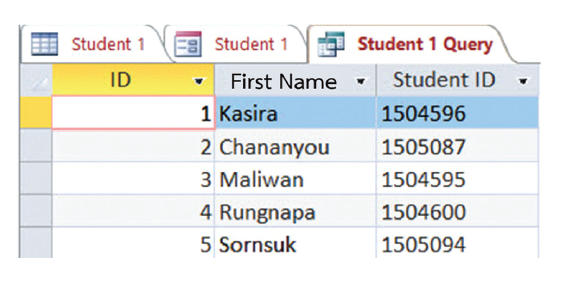 Student 1 Student 1 Student 1 Query
ID First Name Student ID
1 Kasira 1504596
2 Chananyou 1505087
3 Maliwan 1504595
4 Rungnapa 1504600
5 Sornsuk 1505094